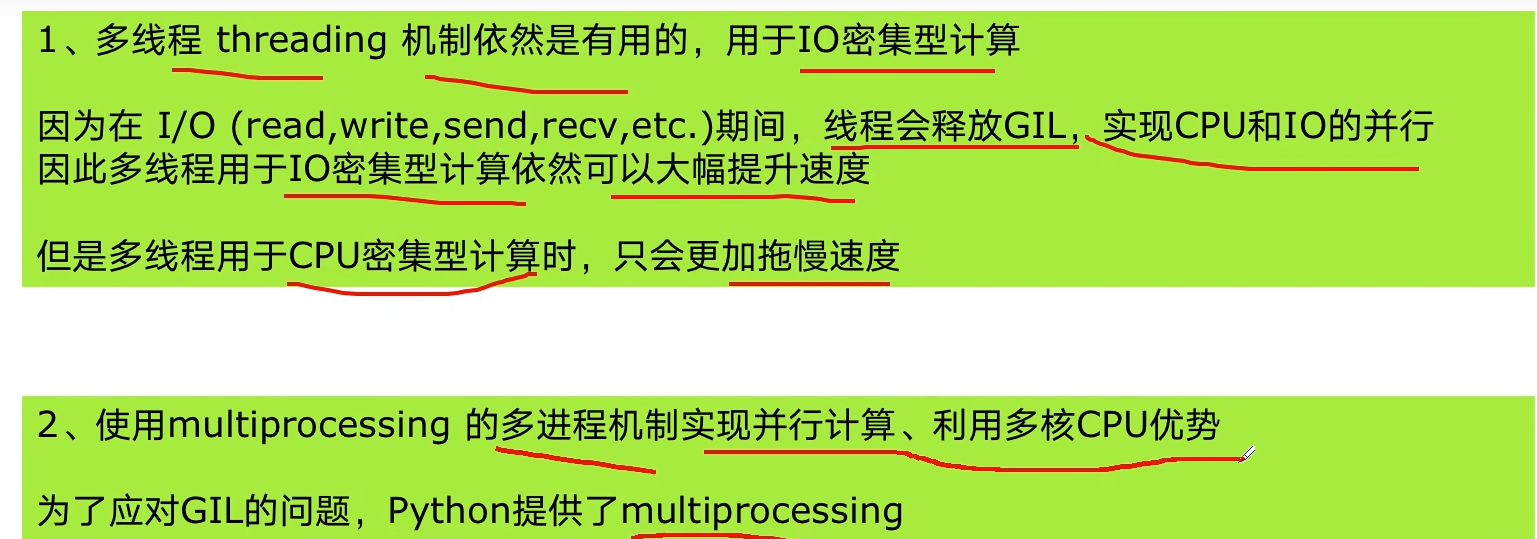 1、多线程 threading 机制依然是有用的，用于IO密集型计算
因为在 I/O (read,write,send,recv,etc.)期间，线程会释放GIL，实现CPU和IO的并行
因此多线程用于IO密集型计算依然可以大幅提升速度
但是多线程用于CPU密集型计算时，只会更加拖慢速度
2、使用multiprocessing 的多进程机制实现并行计算、利用多核CPU优势
为了应对GIL的问题，Python提供了multiprocessing